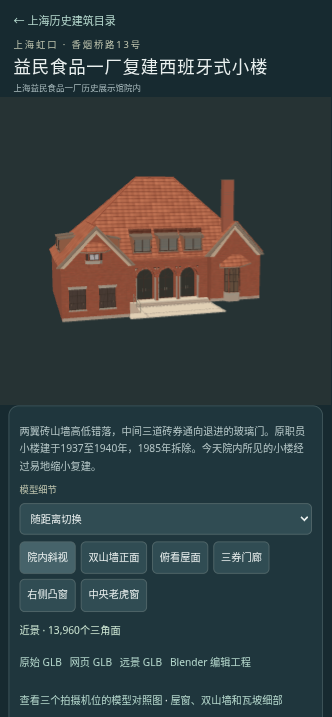 ← 上海历史建筑目录
上海虹口 · 香烟桥路13号
益民食品一厂复建西班牙式小楼
上海益民食品一厂历史展示馆院内
两翼砖山墙高低错落，中间三道砖券通向退进的玻璃门。原职员
小楼建于1937至1940年，1985年拆除。今天院内所见的小楼经
过易地缩小复建。
模型细节
随距离切换
院内斜视 双山墙正面 俯看屋面 三券门廊
右侧凸窗 中央老虎窗
近景 · 13,960个三角面
原始 GLB 网页 GLB 远景 GLB Blender 编辑工程
查看三个拍摄机位的模型对照图 · 屋窗、双山墙和瓦坡细部